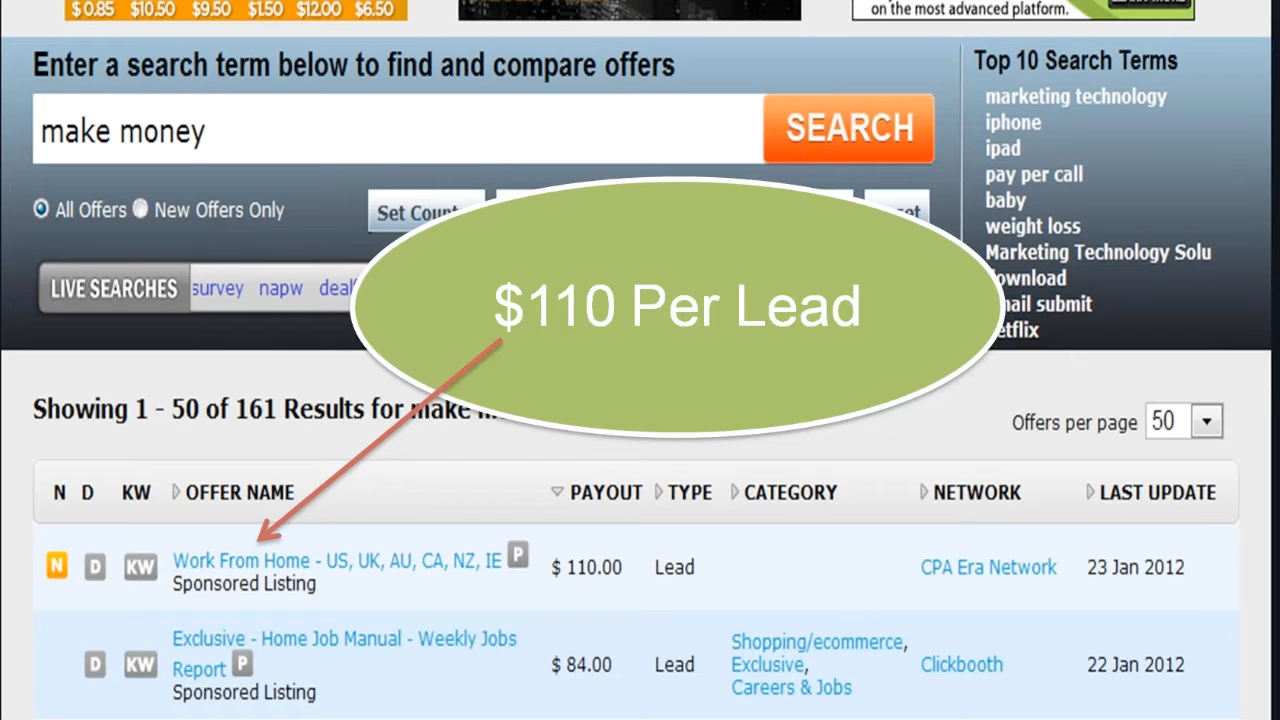 $ 0.85 $10.50 $9.50 $1.50 $12.00 $6.50
on the most advanced platform.
Enter a search term below to find and compare offers
make money
SEARCH
All Offers New Offers Only
Set
LIVE SEARCHES survey napw
Top 10 Search Terms
marketing technology
iphone
ipad
pay per call
baby
weight loss
Marketing Technology Solu
$110 Per Lead
Showing 1 - 50 of 161 Results for make
Offers per page 50
N D KW OFFER NAME PAYOUT TYPE CATEGORY NETWORK LAST UPDATE
N D KW Work From Home - US, UK, AU, CA, NZ, IE P $ 110.00 Lead CPA Era Network 23 Jan 2012
Sponsored Listing
D KW Exclusive - Home Job Manual - Weekly Jobs
Report P
Sponsored Listing
$ 84.00 Lead
Shopping/ecommerce,
Exclusive,
Careers & Jobs
Clickbooth 22 Jan 2012